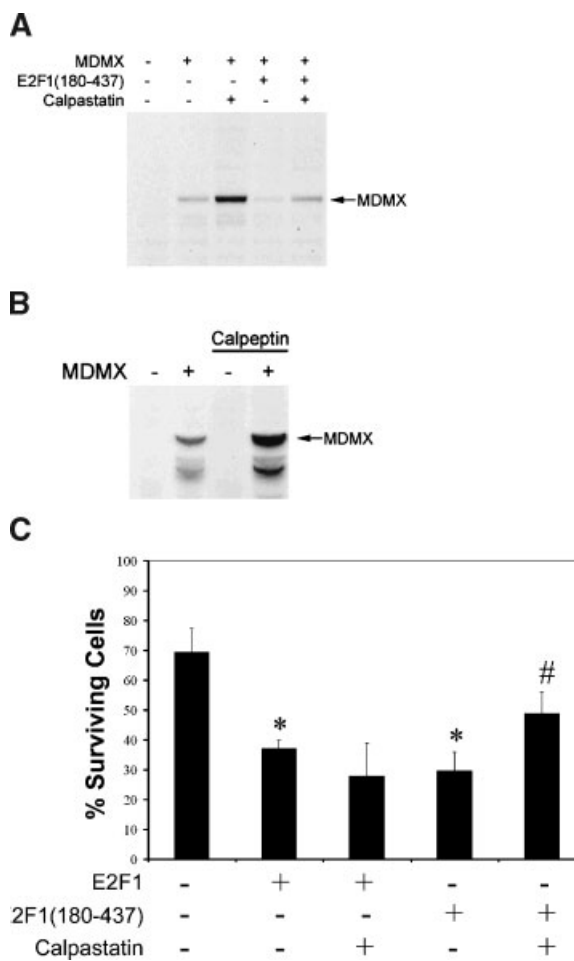 A
MDMX - + + + +
E2F1(180-437) - - - + +
Calpastatin - - + - +
MDMX
B
Calpeptin
MDMX - + - +
MDMX
C
100
90
80
70
60
50
40
30
20
10
0
% Surviving Cells
* * #
E2F1 - + + - -
2F1(180-437) - - - + +
Calpastatin - - + - +